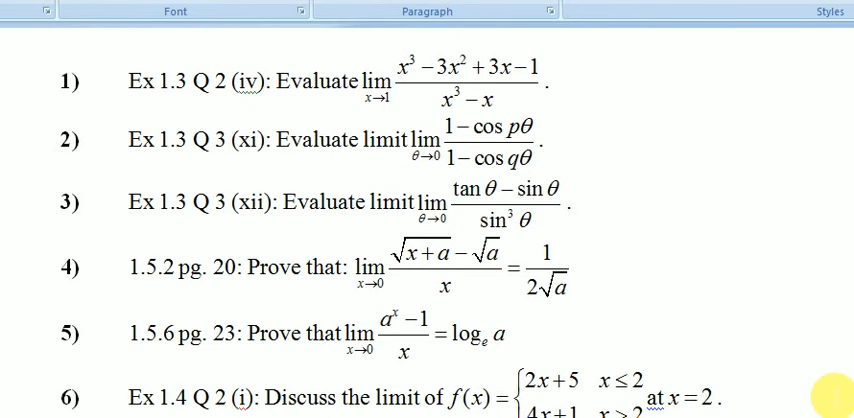 Font Paragraph Styles
1) Ex 1.3 Q 2 (iv): Evaluate lim x→1 (x³ − 3x² + 3x − 1)/(x³ − x) .
2) Ex 1.3 Q 3 (xi): Evaluate limit lim θ→0 (1 − cos pθ)/(1 − cos qθ) .
3) Ex 1.3 Q 3 (xii): Evaluate limit lim θ→0 (tan θ − sin θ)/(sin³ θ) .
4) 1.5.2 pg. 20: Prove that: lim x→0 (√(x + a) − √a)/x = 1/(2√a)
5) 1.5.6 pg. 23: Prove that lim x→0 (aˣ − 1)/x = logₑ a
6) Ex 1.4 Q 2 (i): Discuss the limit of f(x) = { 2x + 5 x ≤ 2 at x = 2 .
4x + 1 x > 2